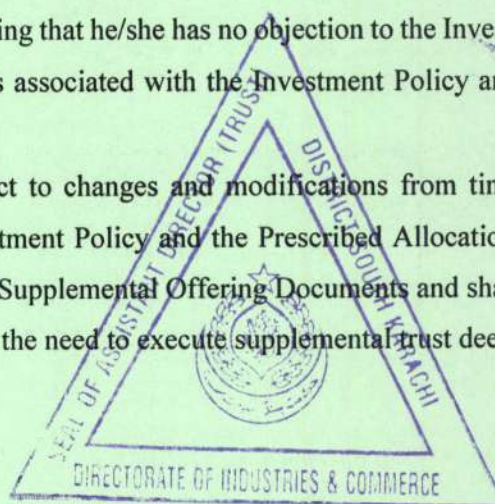 ing that he/she has no objection to the Inve
s associated with the Investment Policy an
ct to changes and modifications from tim
tment Policy and the Prescribed Allocatio
Supplemental Offering Documents and sha
the need to execute supplemental trust dee
SEAL OF ASSISTANT DIRECTOR (TRUST)
DISTRICT SOUTH KARACHI
DIRECTORATE OF INDUSTRIES & COMMERCE